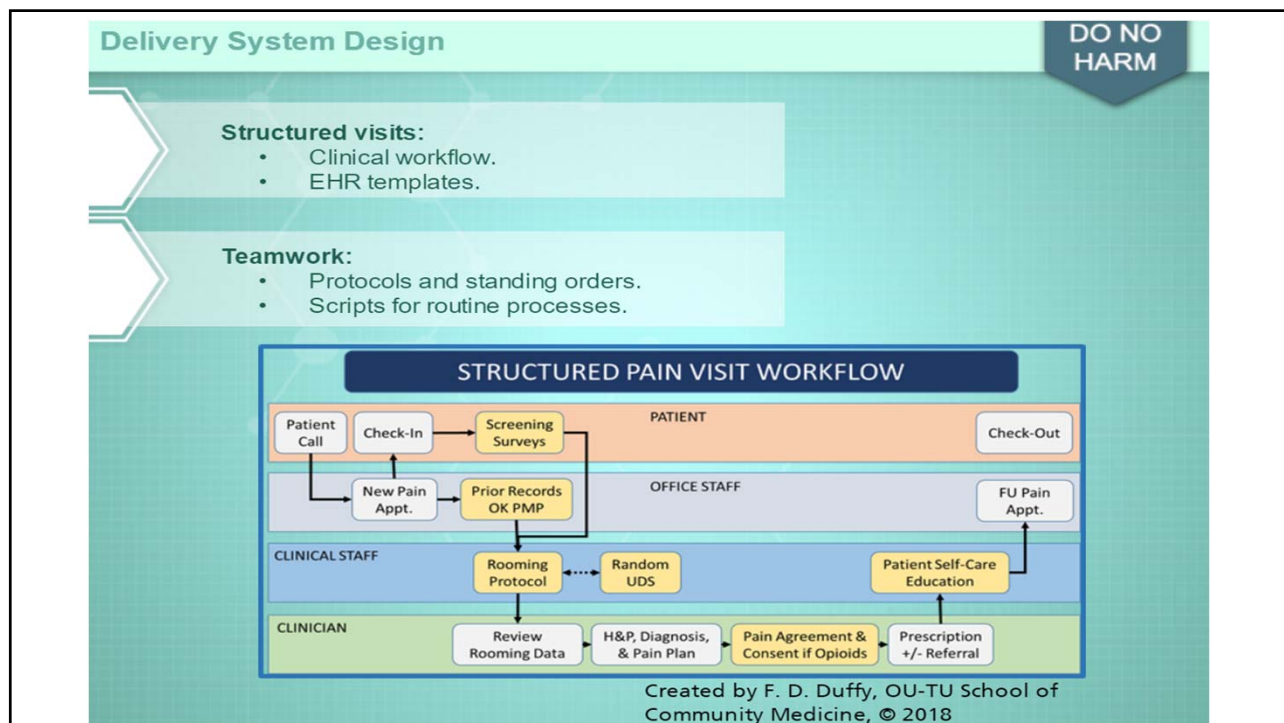 Delivery System Design
DO NO
HARM
Structured visits:
• Clinical workflow.
• EHR templates.
Teamwork:
• Protocols and standing orders.
• Scripts for routine processes.
STRUCTURED PAIN VISIT WORKFLOW
PATIENT
Patient
Call
Check-In
Screening
Surveys
Check-Out
OFFICE STAFF
New Pain
Appt.
Prior Records
OK PMP
FU Pain
Appt.
CLINICAL STAFF
Rooming
Protocol
Random
UDS
Patient Self-Care
Education
CLINICIAN
Review
Rooming Data
H&P, Diagnosis,
& Pain Plan
Pain Agreement &
Consent if Opioids
Prescription
+/- Referral
Created by F. D. Duffy, OU-TU School of
Community Medicine, © 2018